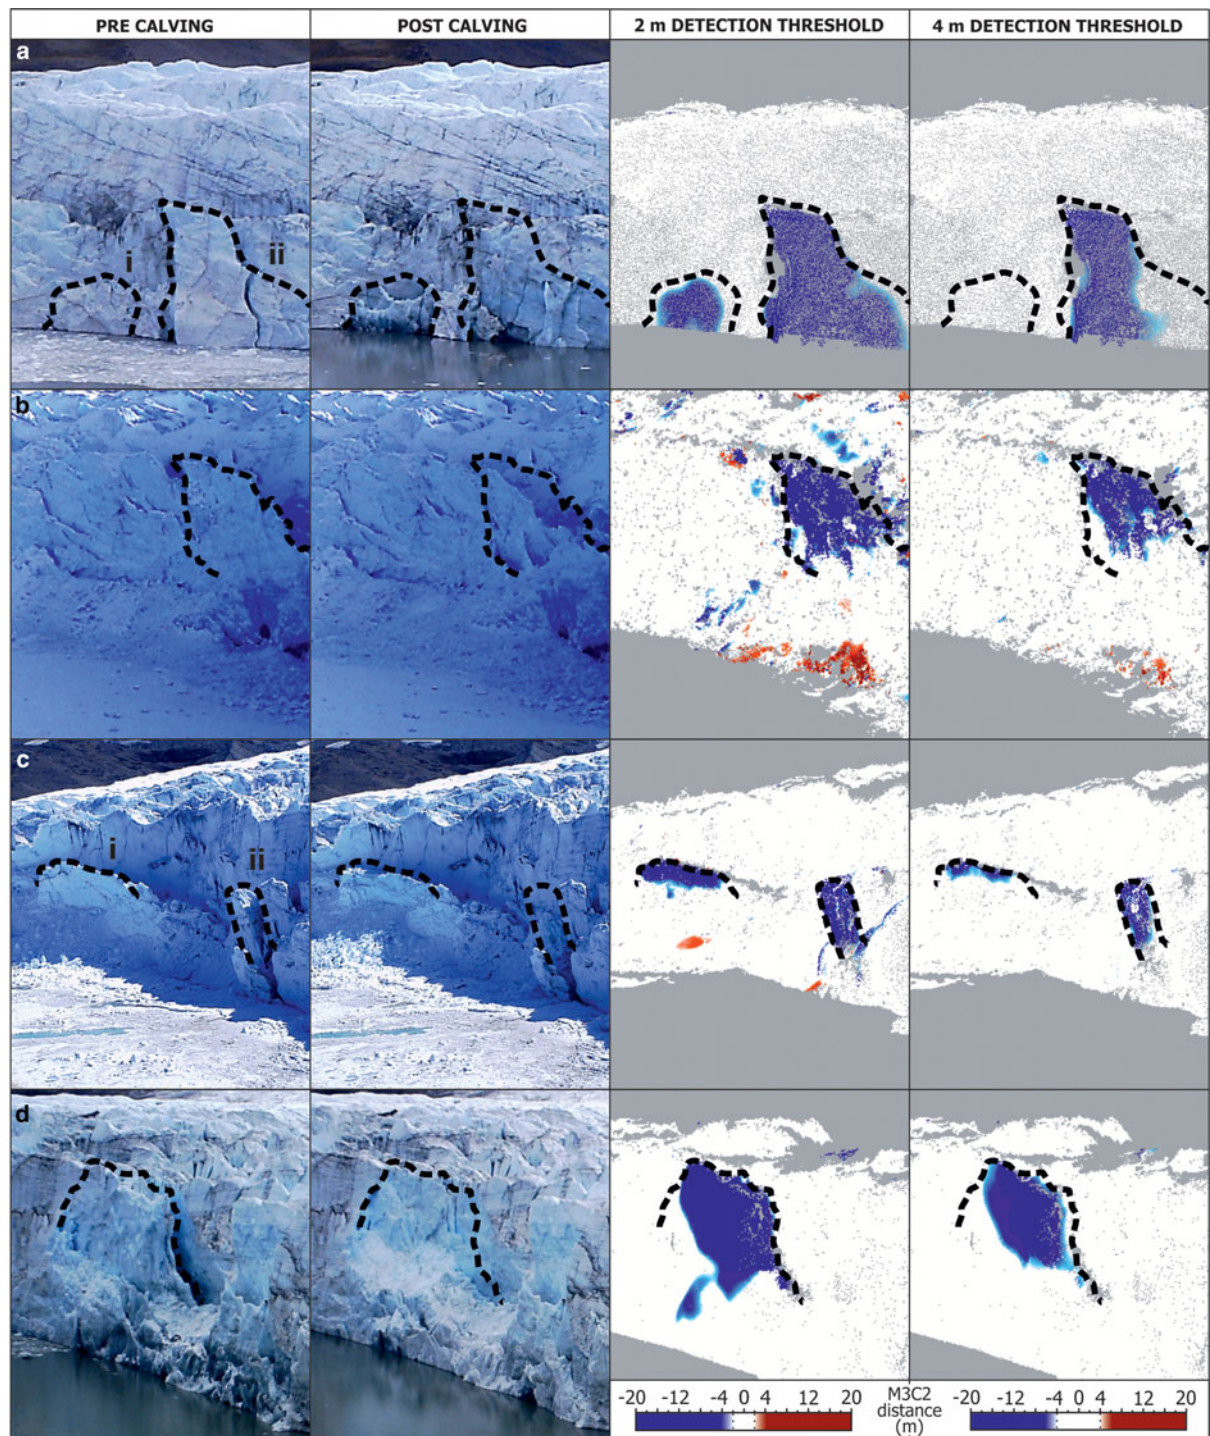 PRE CALVING POST CALVING 2 m DETECTION THRESHOLD 4 m DETECTION THRESHOLD
a
i ii
b
c
i ii
d
-20 -12 -4 0 4 12 20 M3C2 distance (m) -20 -12 -4 0 4 12 20